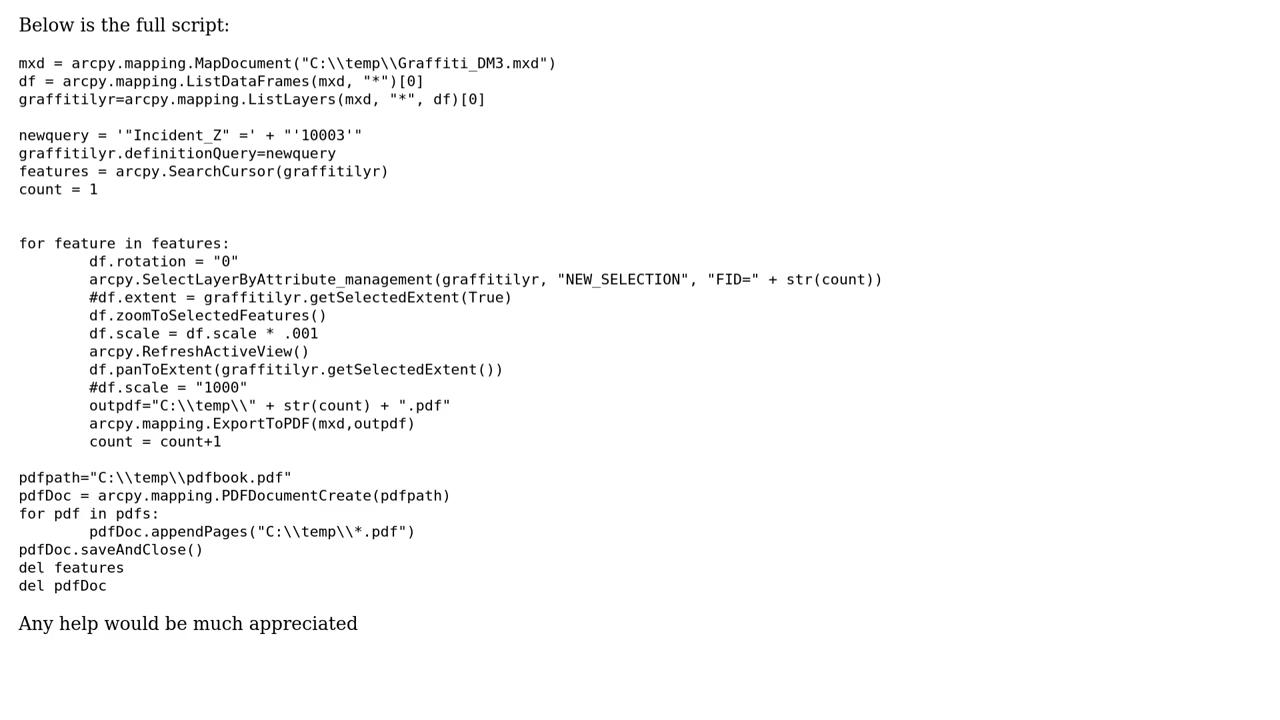 Below is the full script:
mxd = arcpy.mapping.MapDocument("C:\\temp\\Graffiti_DM3.mxd")
df = arcpy.mapping.ListDataFrames(mxd, "*")[0]
graffitilyr=arcpy.mapping.ListLayers(mxd, "*", df)[0]
newquery = '"Incident_Z" =' + "'10003'"
graffitilyr.definitionQuery=newquery
features = arcpy.SearchCursor(graffitilyr)
count = 1
for feature in features:
        df.rotation = "0"
        arcpy.SelectLayerByAttribute_management(graffitilyr, "NEW_SELECTION", "FID=" + str(count))
        #df.extent = graffitilyr.getSelectedExtent(True)
        df.zoomToSelectedFeatures()
        df.scale = df.scale * .001
        arcpy.RefreshActiveView()
        df.panToExtent(graffitilyr.getSelectedExtent())
        #df.scale = "1000"
        outpdf="C:\\temp\\" + str(count) + ".pdf"
        arcpy.mapping.ExportToPDF(mxd,outpdf)
        count = count+1
pdfpath="C:\\temp\\pdfbook.pdf"
pdfDoc = arcpy.mapping.PDFDocumentCreate(pdfpath)
for pdf in pdfs:
        pdfDoc.appendPages("C:\\temp\\*.pdf")
pdfDoc.saveAndClose()
del features
del pdfDoc
Any help would be much appreciated